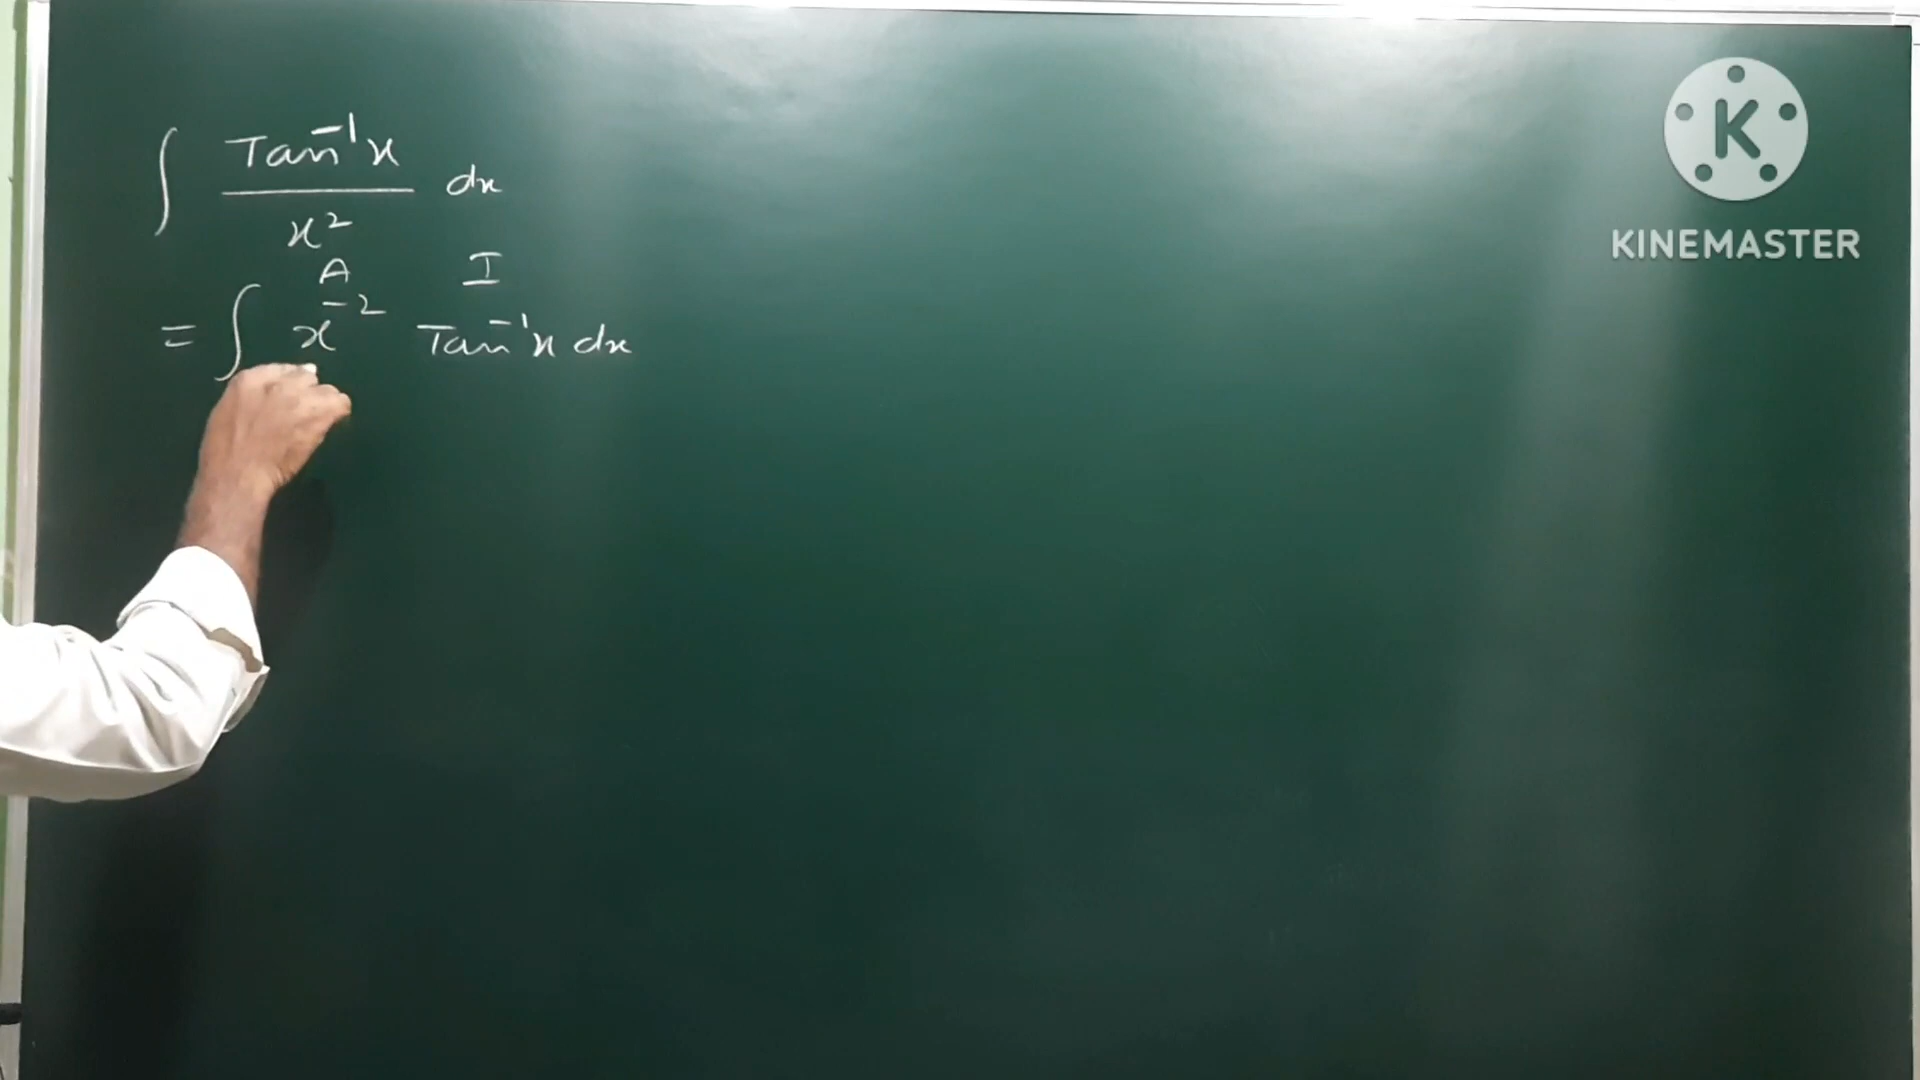 ∫ Tan⁻¹x / x² dx
A I
= ∫ x⁻² Tan⁻¹x dx
K
KINEMASTER